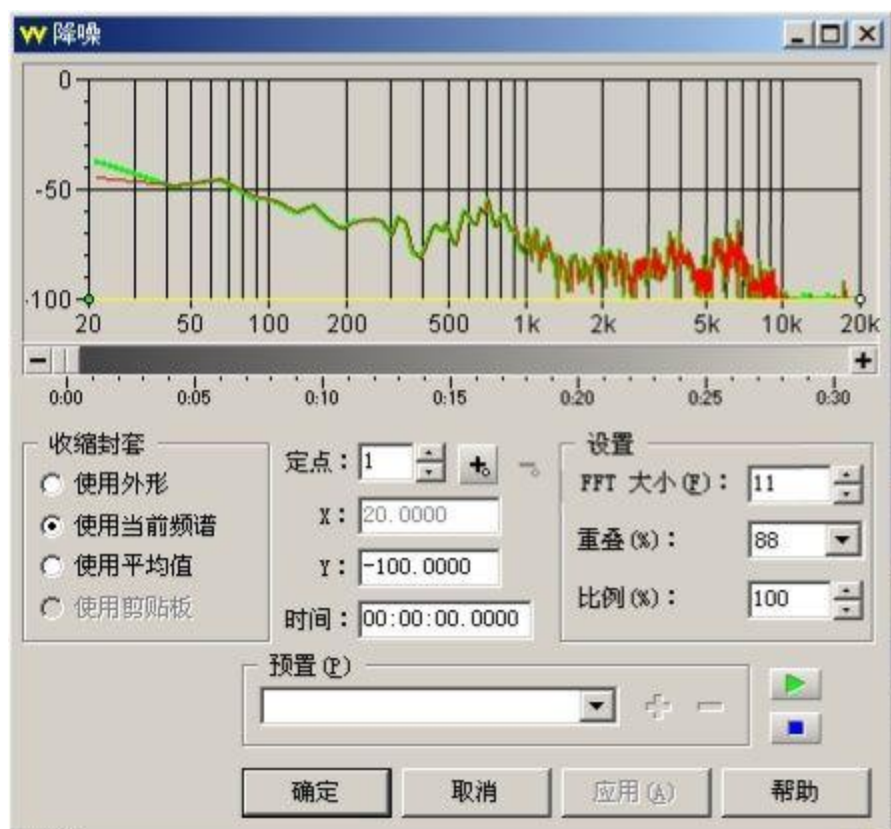 降噪
0
-50
-100
20 50 100 200 500 1k 2k 5k 10k 20k
0:00 0:05 0:10 0:15 0:20 0:25 0:30
收缩封套
使用外形
使用当前频谱
使用平均值
使用剪贴板
定点：1
X：20.0000
Y：-100.0000
时间：00:00:00.0000
设置
FFT 大小(F)：11
重叠(%)：88
比例(%)：100
预置(P)
确定 取消 应用(A) 帮助